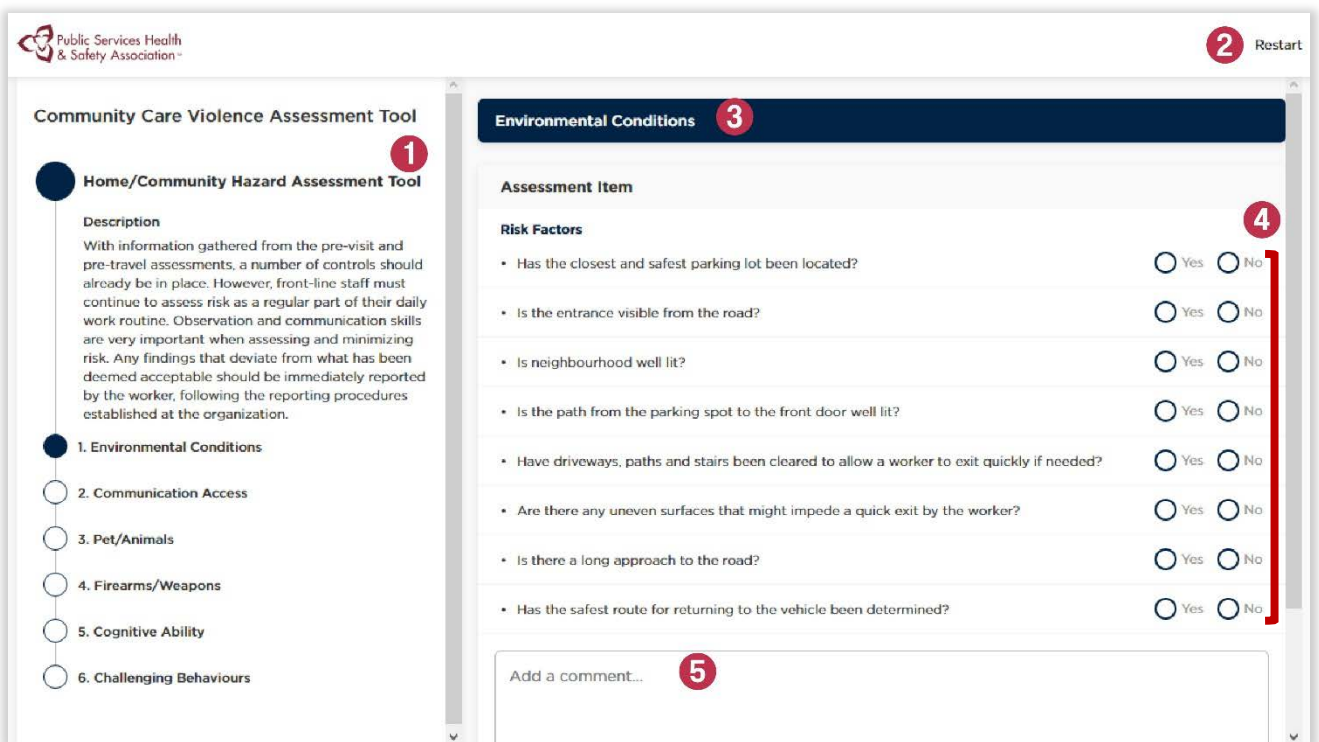 Public Services Health
& Safety Association™
2 Restart
Community Care Violence Assessment Tool
1
Home/Community Hazard Assessment Tool
Description
With information gathered from the pre-visit and
pre-travel assessments, a number of controls should
already be in place. However, front-line staff must
continue to assess risk as a regular part of their daily
work routine. Observation and communication skills
are very important when assessing and minimizing
risk. Any findings that deviate from what has been
deemed acceptable should be immediately reported
by the worker, following the reporting procedures
established at the organization.
1. Environmental Conditions
2. Communication Access
3. Pet/Animals
4. Firearms/Weapons
5. Cognitive Ability
6. Challenging Behaviours
Environmental Conditions 3
Assessment Item
Risk Factors 4
• Has the closest and safest parking lot been located? Yes No
• Is the entrance visible from the road? Yes No
• Is neighbourhood well lit? Yes No
• Is the path from the parking spot to the front door well lit? Yes No
• Have driveways, paths and stairs been cleared to allow a worker to exit quickly if needed? Yes No
• Are there any uneven surfaces that might impede a quick exit by the worker? Yes No
• Is there a long approach to the road? Yes No
• Has the safest route for returning to the vehicle been determined? Yes No
Add a comment... 5